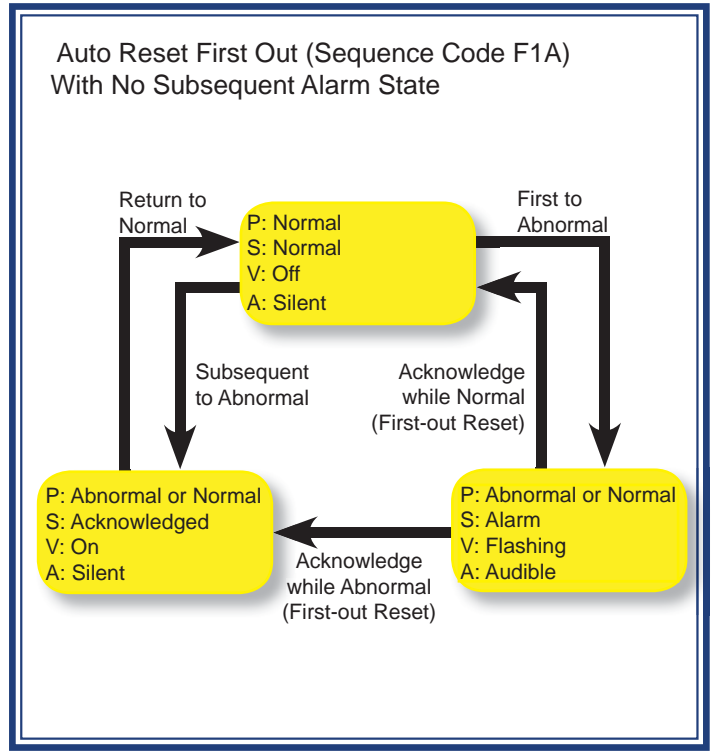 Auto Reset First Out (Sequence Code F1A)
With No Subsequent Alarm State
Return to
Normal
P: Normal
S: Normal
V: Off
A: Silent
First to
Abnormal
Subsequent
to Abnormal
Acknowledge
while Normal
(First-out Reset)
P: Abnormal or Normal
S: Acknowledged
V: On
A: Silent
Acknowledge
while Abnormal
(First-out Reset)
P: Abnormal or Normal
S: Alarm
V: Flashing
A: Audible